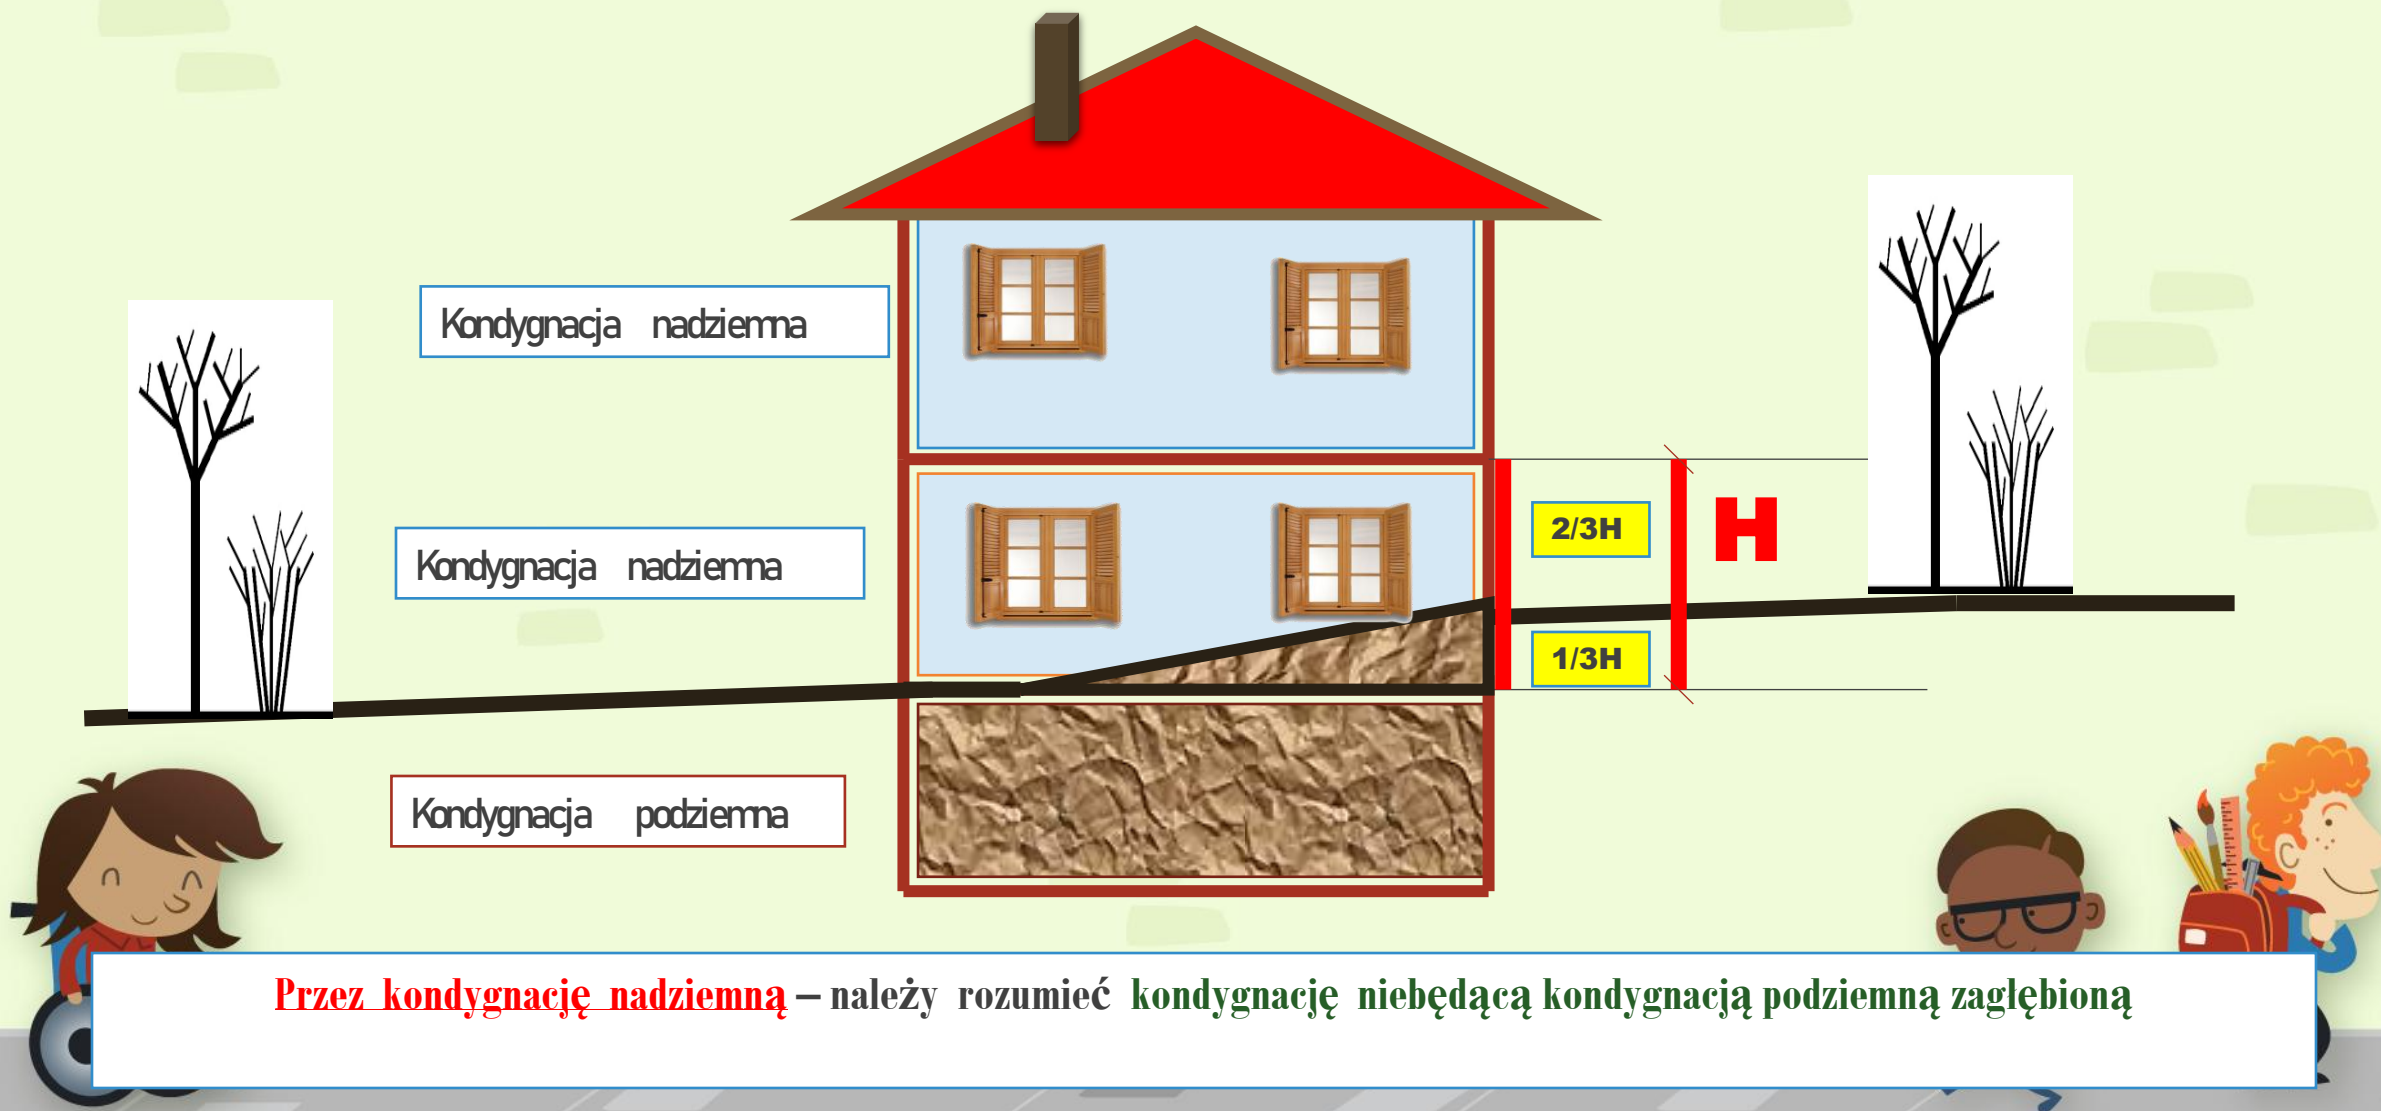 Kondygnacja nadziemna
2/3H
H
Kondygnacja nadziemna
1/3H
Kondygnacja podziemna
Przez kondygnację nadziemną – należy rozumieć kondygnację niebędącą kondygnacją podziemną zagłębioną